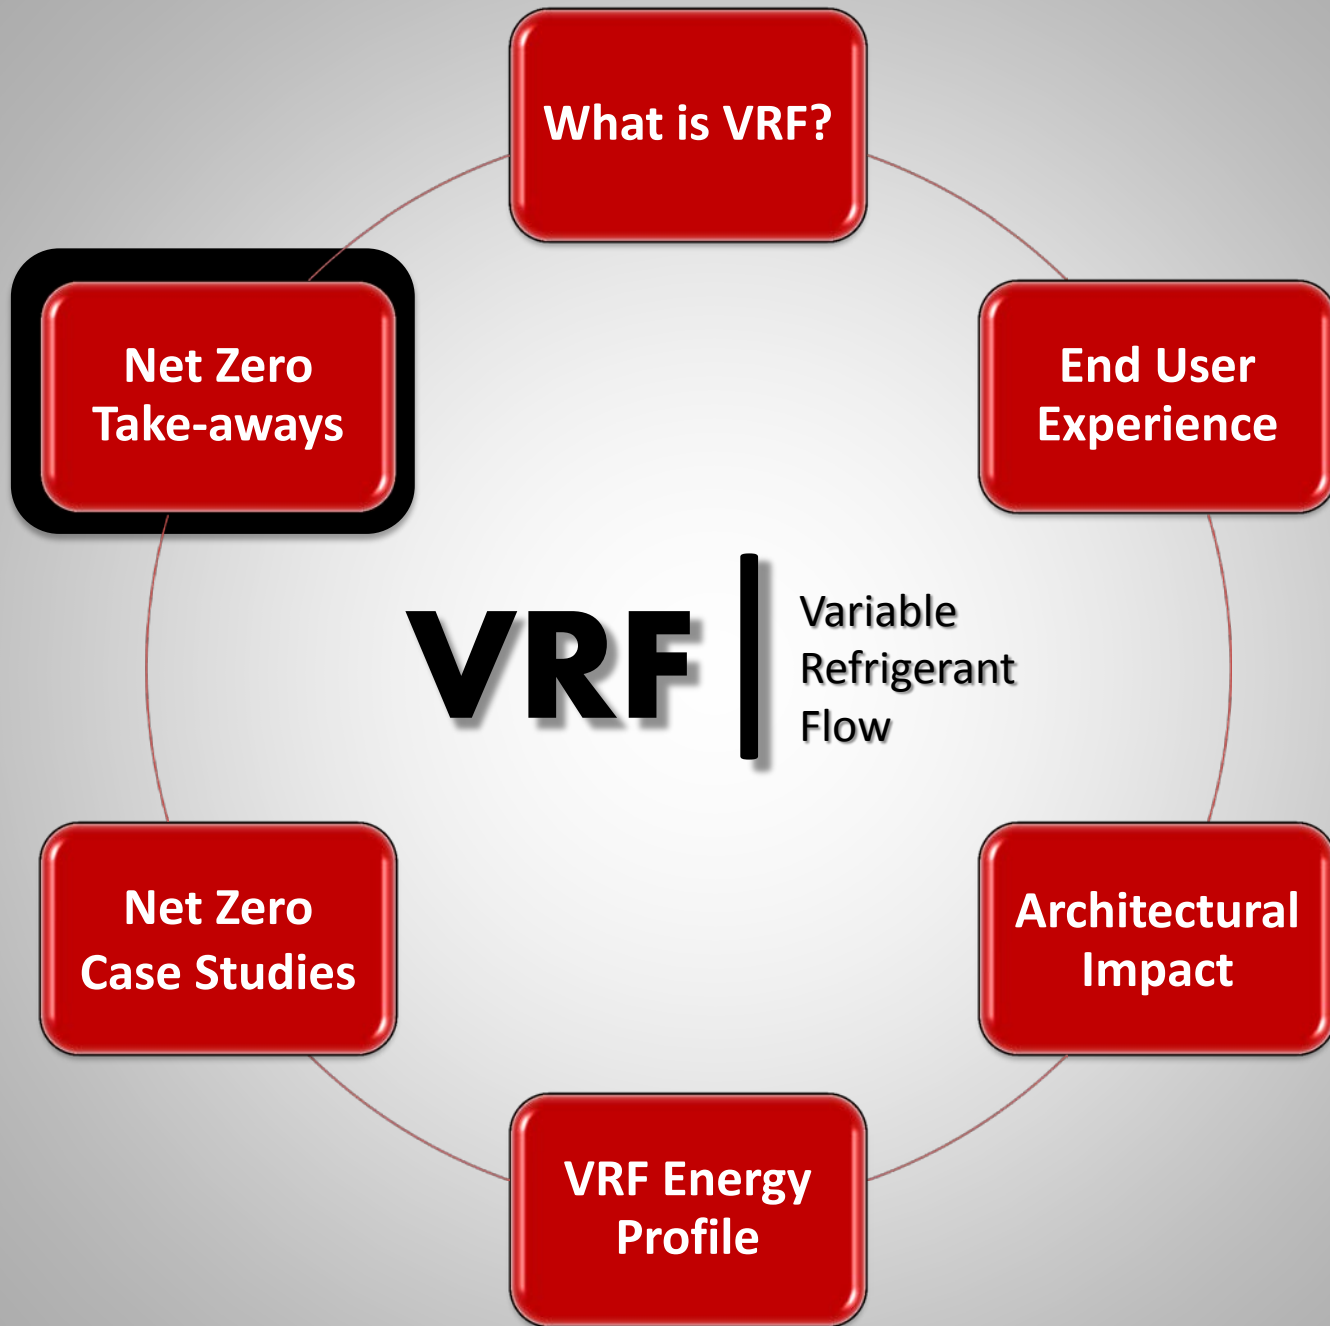 What is VRF?
End User
Experience
Architectural
Impact
VRF Energy
Profile
Net Zero
Case Studies
Net Zero
Take-aways
VRF
Variable
Refrigerant
Flow